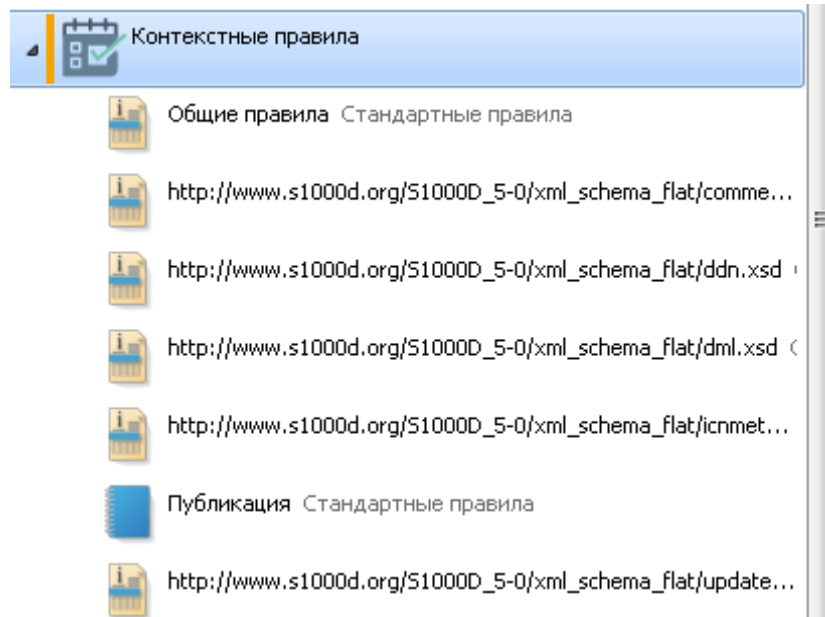 Контекстные правила
Общие правила Стандартные правила
http://www.s1000d.org/S1000D_5-0/xml_schema_flat/comme...
http://www.s1000d.org/S1000D_5-0/xml_schema_flat/ddn.xsd
http://www.s1000d.org/S1000D_5-0/xml_schema_flat/dml.xsd
http://www.s1000d.org/S1000D_5-0/xml_schema_flat/icnmet...
Публикация Стандартные правила
http://www.s1000d.org/S1000D_5-0/xml_schema_flat/update...